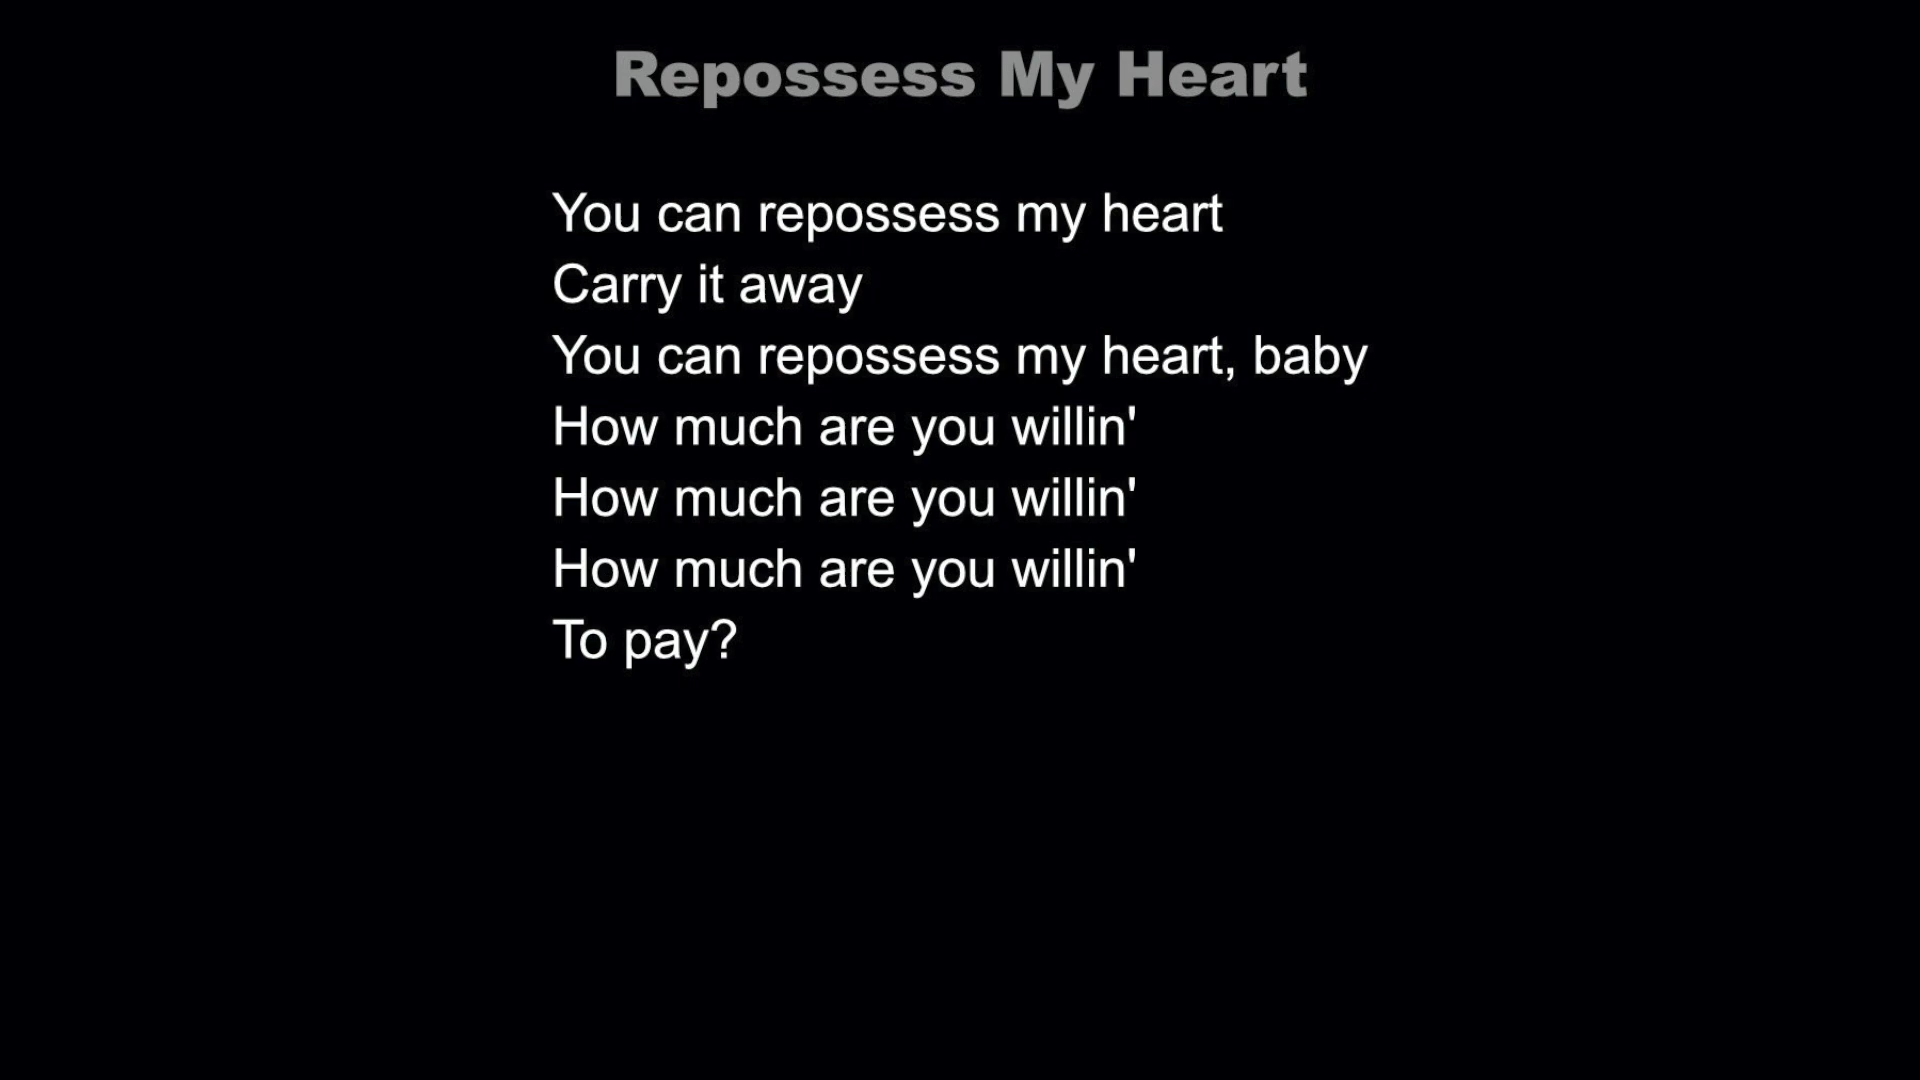 Repossess My Heart
You can repossess my heart
Carry it away
You can repossess my heart, baby
How much are you willin'
How much are you willin'
How much are you willin'
To pay?